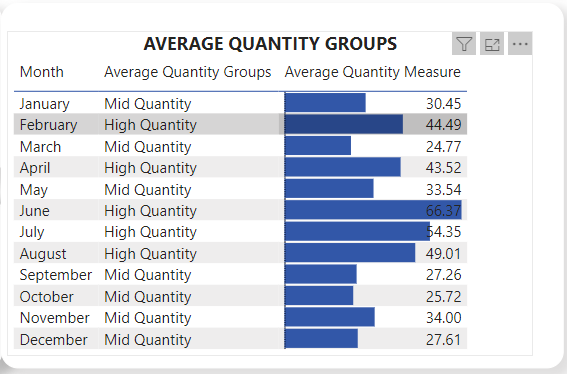 AVERAGE QUANTITY GROUPS
Month Average Quantity Groups Average Quantity Measure
January Mid Quantity 30.45
February High Quantity 44.49
March Mid Quantity 24.77
April High Quantity 43.52
May Mid Quantity 33.54
June High Quantity 66.37
July High Quantity 54.35
August High Quantity 49.01
September Mid Quantity 27.26
October Mid Quantity 25.72
November Mid Quantity 34.00
December Mid Quantity 27.61